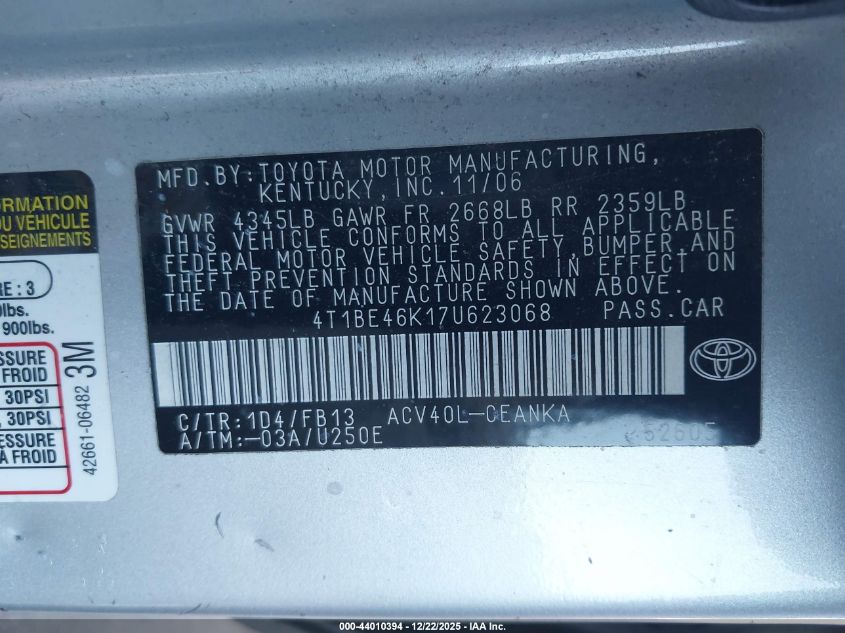 FORMATION
VÉHICULE
SEIGNEMENTS
RE : 3
900lbs.
SSURE
FROID
30PSI
30PSI
PRESSURE
À FROID
42661-06482 3M
MFD.BY:TOYOTA MOTOR MANUFACTURING,
KENTUCKY, INC. 11/06
GVWR 4345LB GAWR FR 2668LB RR 2359LB
THIS VEHICLE CONFORMS TO ALL APPLICABLE
FEDERAL MOTOR VEHICLE SAFETY, BUMPER, AND
THEFT PREVENTION STANDARDS IN EFFECT ON
THE DATE OF MANUFACTURE SHOWN ABOVE.
4T1BE46K17U623068 PASS.CAR
C/TR:1D4/FB13 ACV40L-CEANKA
A/TM:-03A/U250E
000-44010394 - 12/22/2025 - IAA Inc.